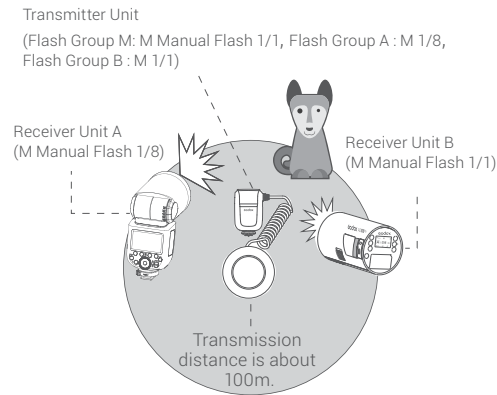 Transmitter Unit
(Flash Group M: M Manual Flash 1/1, Flash Group A : M 1/8,
Flash Group B : M 1/1)
Receiver Unit A
(M Manual Flash 1/8)
Receiver Unit B
(M Manual Flash 1/1)
Transmission
distance is about
100m.